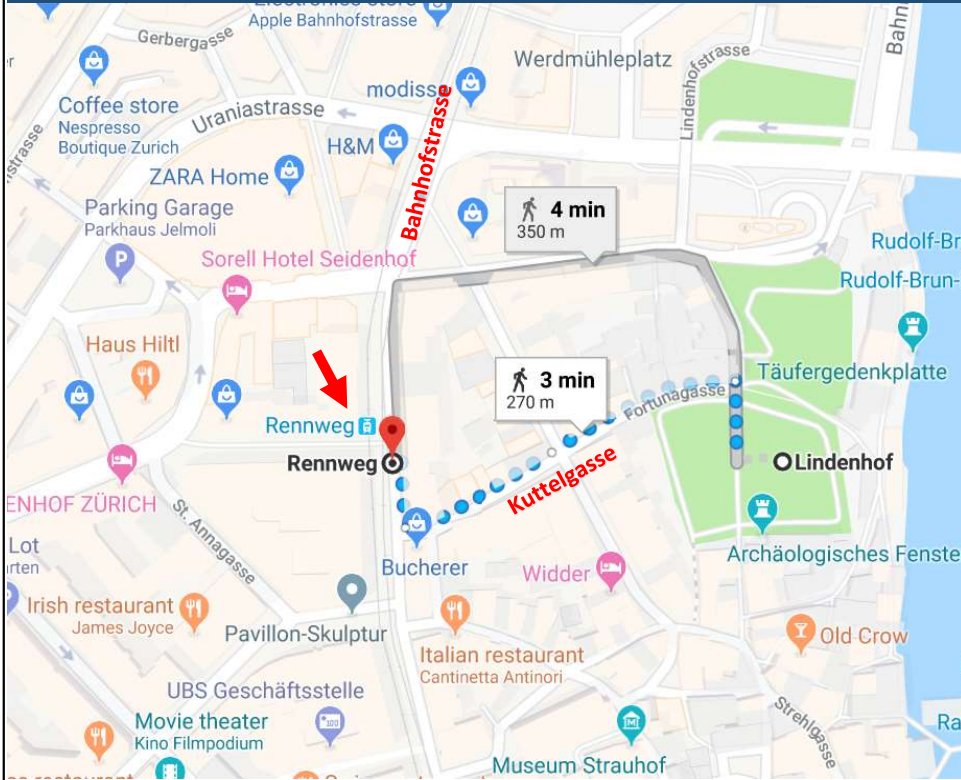 Electronics store
Apple Bahnhofstrasse
Gerbergasse
Werdmühleplatz
Lindenhofstrasse
Bahn
Coffee store
Nespresso
Boutique Zurich
modissa
Uraniastrasse
H&M
Bahnhofstrasse
ZARA Home
Parking Garage
Parkhaus Jelmoli
4 min
350 m
Rudolf-Br
Sorell Hotel Seidenhof
Rudolf-Brun-
Haus Hiltl
3 min
270 m
Täufergedenkplatte
Fortunagasse
Rennweg
Rennweg
Lindenhof
Kuttelgasse
ENHOF ZÜRICH
St. Annagasse
Lot
arten
Archäologisches Fenste
Bucherer
Widder
Irish restaurant
James Joyce
Pavillon-Skulptur
Old Crow
Italian restaurant
Cantinetta Antinori
UBS Geschäftsstelle
Strehlgasse
Movie theater
Kino Filmpodium
Ra
Museum Strauhof